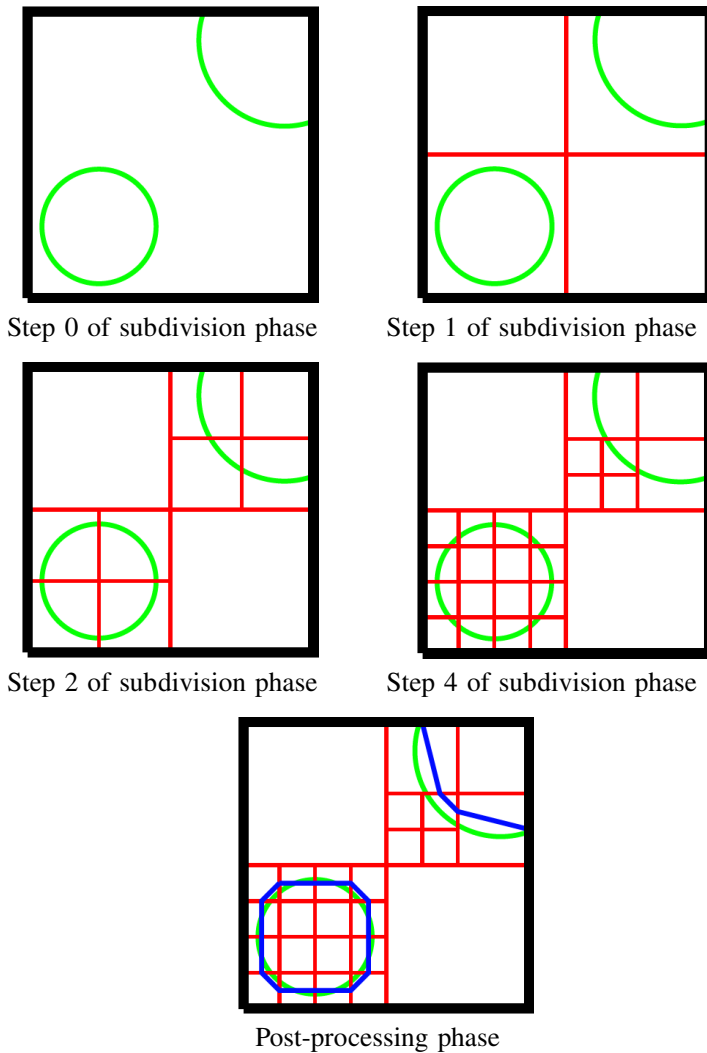 Step 0 of subdivision phase
Step 1 of subdivision phase
Step 2 of subdivision phase
Step 4 of subdivision phase
Post-processing phase